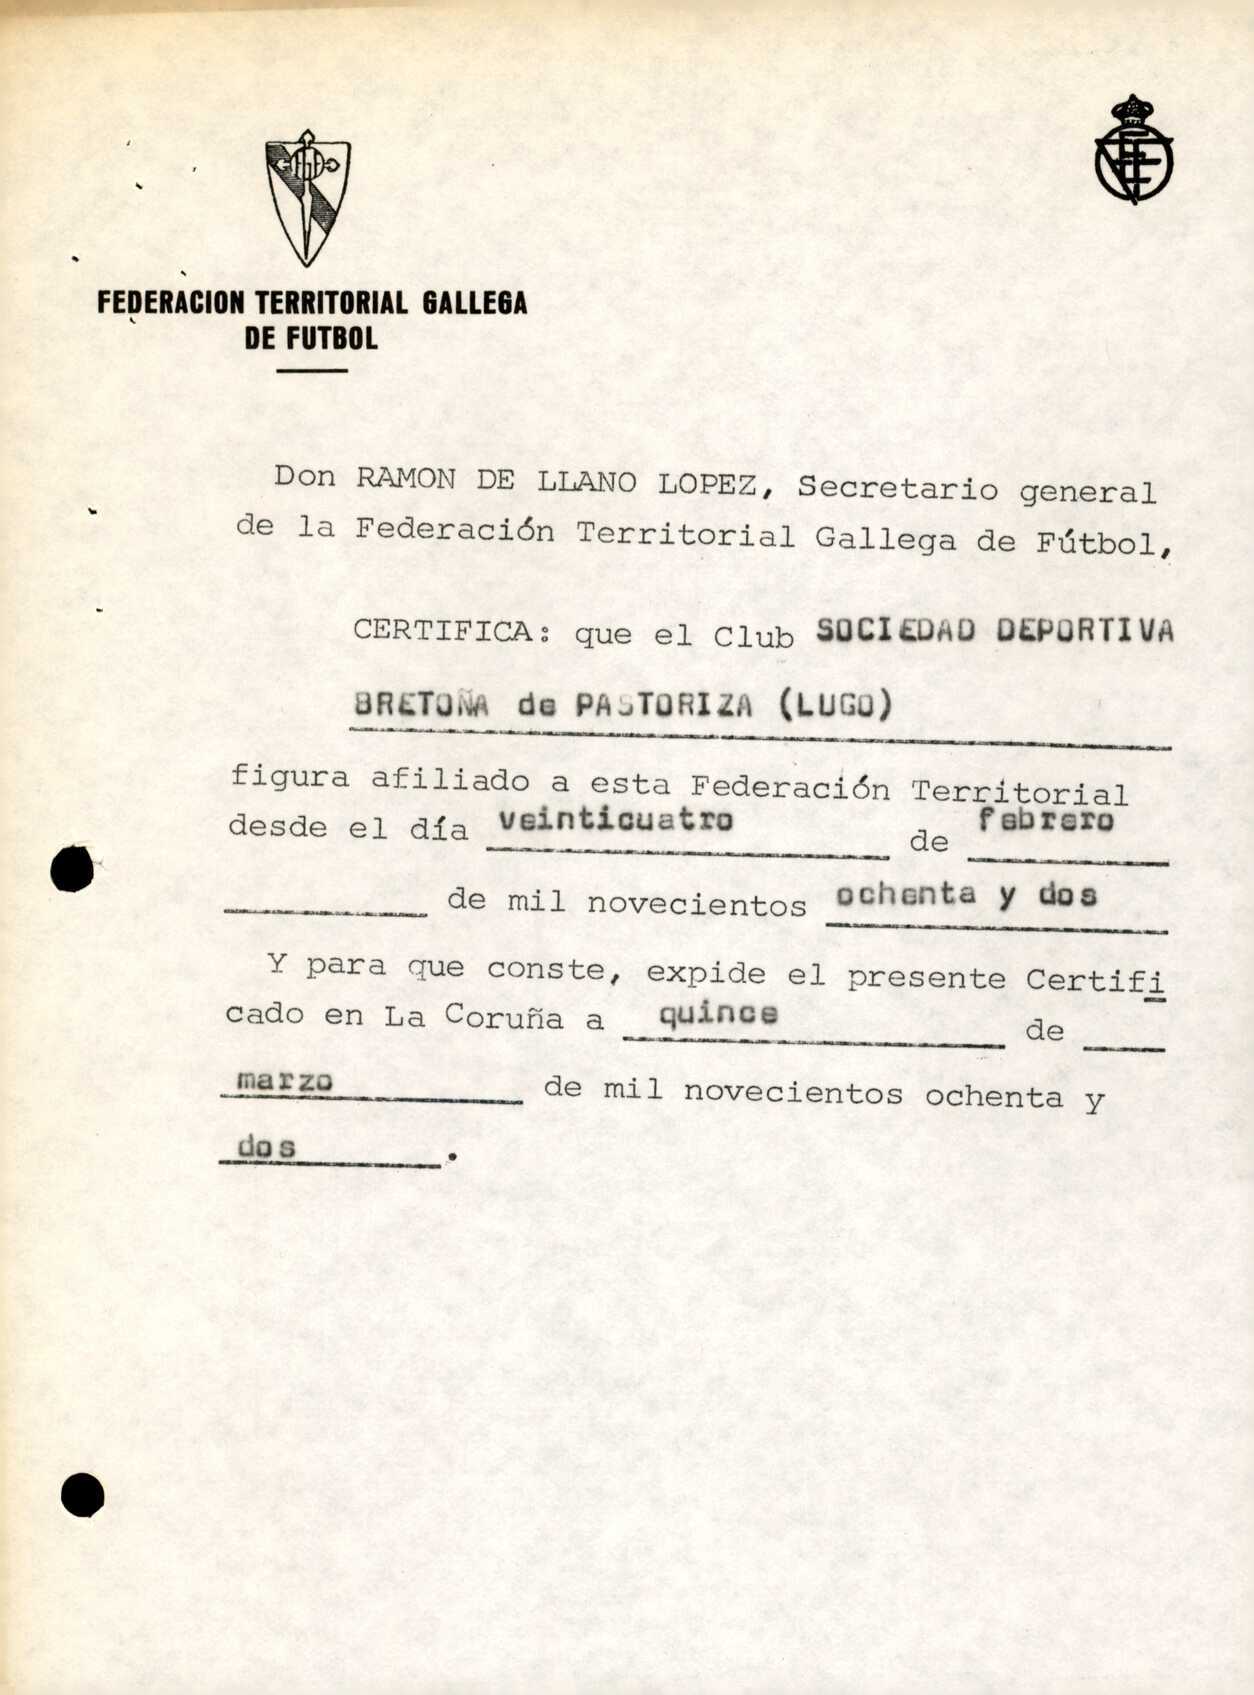 FEDERACION TERRITORIAL GALLEGA
DE FUTBOL
Don RAMON DE LLANO LOPEZ, Secretario general
de la Federación Territorial Gallega de Fútbol,
CERTIFICA: que el Club SOCIEDAD DEPORTIVA
BRETOÑA de PASTORIZA (LUGO)
figura afiliado a esta Federación Territorial
desde el día veinticuatro de febrero
de mil novecientos ochenta y dos
Y para que conste, expide el presente Certifi
cado en La Coruña a quince de
marzo de mil novecientos ochenta y
dos.